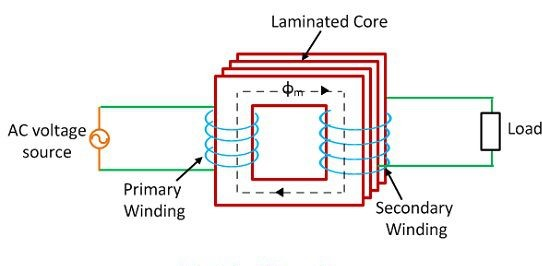 Laminated Core
ϕm
AC voltage
source
Load
Primary
Winding
Secondary
Winding